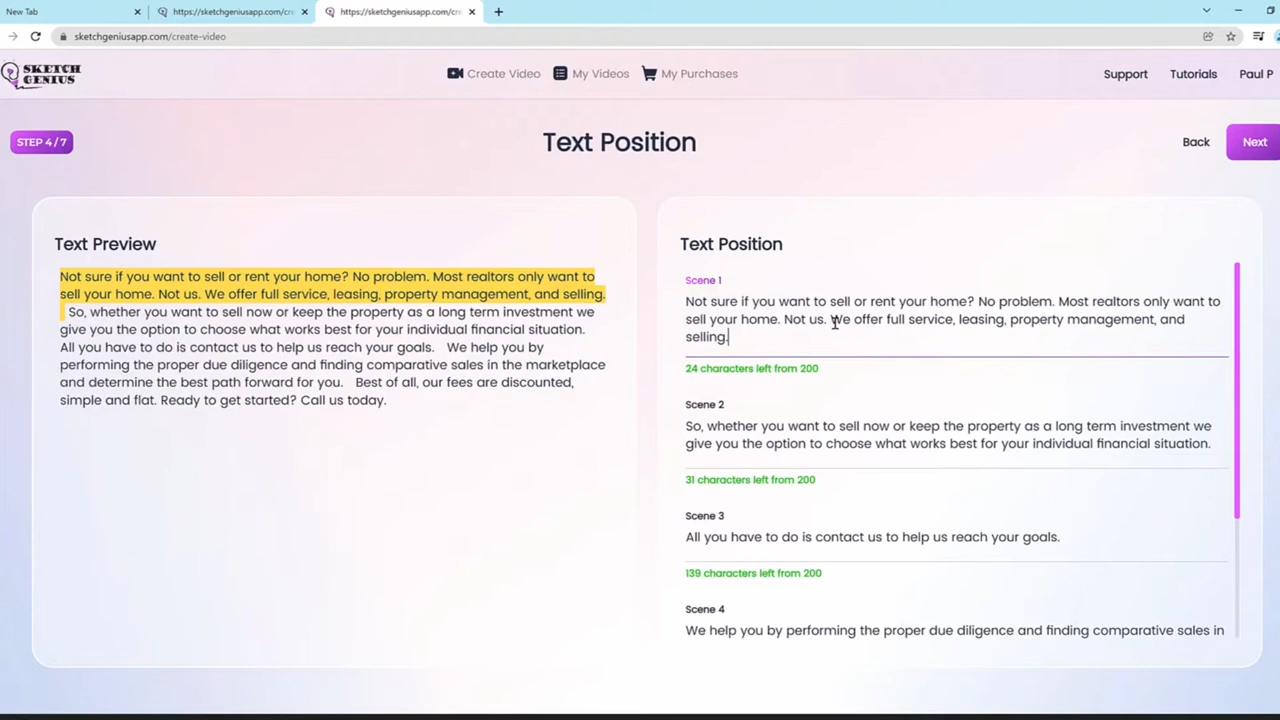 New Tab
https://sketchgeniusapp.com/cre
https://sketchgeniusapp.com/cre
sketchgeniusapp.com/create-video
SKETCH
GENIUS
Create Video
My Videos
My Purchases
Support
Tutorials
Paul P
STEP 4 / 7
Text Position
Back
Next
Text Preview
Not sure if you want to sell or rent your home? No problem. Most realtors only want to
sell your home. Not us. We offer full service, leasing, property management, and selling.
So, whether you want to sell now or keep the property as a long term investment we
give you the option to choose what works best for your individual financial situation.
All you have to do is contact us to help us reach your goals. We help you by
performing the proper due diligence and finding comparative sales in the marketplace
and determine the best path forward for you. Best of all, our fees are discounted,
simple and flat. Ready to get started? Call us today.
Text Position
Scene 1
Not sure if you want to sell or rent your home? No problem. Most realtors only want to
sell your home. Not us. We offer full service, leasing, property management, and
selling.
24 characters left from 200
Scene 2
So, whether you want to sell now or keep the property as a long term investment we
give you the option to choose what works best for your individual financial situation.
31 characters left from 200
Scene 3
All you have to do is contact us to help us reach your goals.
139 characters left from 200
Scene 4
We help you by performing the proper due diligence and finding comparative sales in